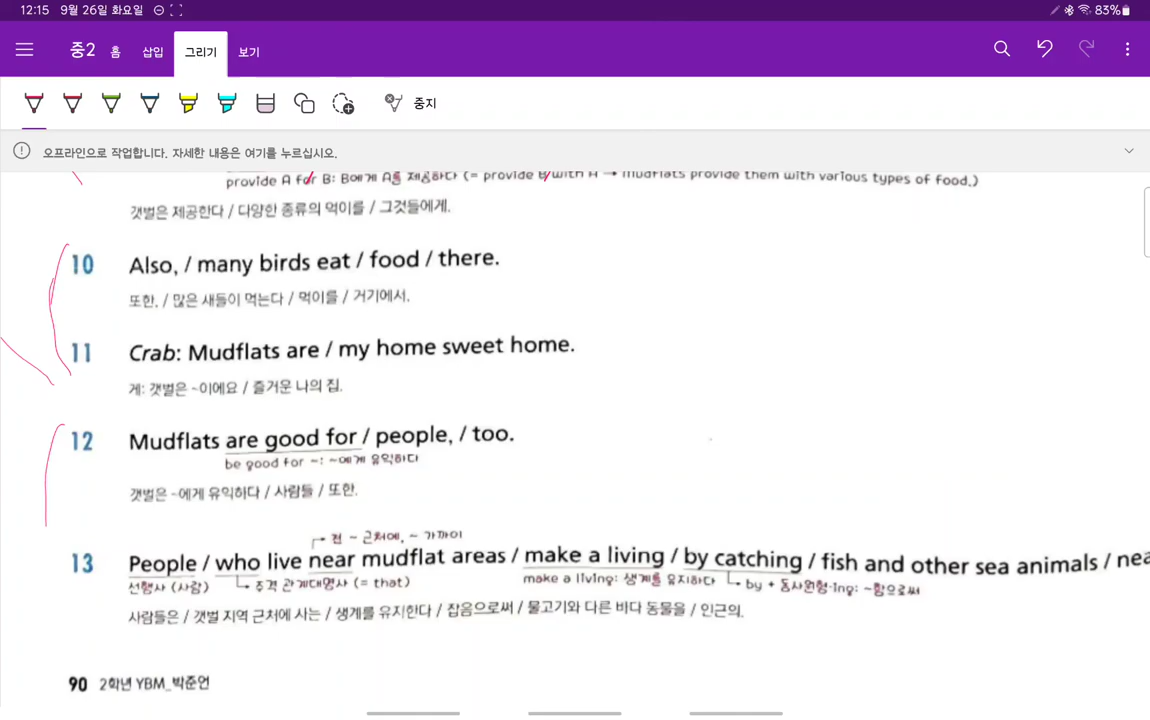 12:15 9월 26일 화요일
83%
중2 홈 삽입 그리기 보기
중지
오프라인으로 작업합니다. 자세한 내용은 여기를 누르십시오.
provide A for B: B에게 A를 제공하다 (= provide B with A → mudflats provide them with various types of food.)
갯벌은 제공한다 / 다양한 종류의 먹이를 / 그것들에게.
10 Also, / many birds eat / food / there.
또한, / 많은 새들이 먹는다 / 먹이를 / 거기에서.
11 Crab: Mudflats are / my home sweet home.
게: 갯벌은 ~이에요 / 즐거운 나의 집.
12 Mudflats are good for / people, / too.
be good for ~: ~에게 유익하다
갯벌은 ~에게 유익하다 / 사람들 / 또한.
전 ~ 근처에, ~ 가까이
13 People / who live near mudflat areas / make a living / by catching / fish and other sea animals / nea
선행사 (사람) 주격 관계대명사 (= that) make a living: 생계를 유지하다 by + 동사원형-ing: ~함으로써
사람들은 / 갯벌 지역 근처에 사는 / 생계를 유지한다 / 잡음으로써 / 물고기와 다른 바다 동물을 / 인근의.
90 2학년 YBM_박준언